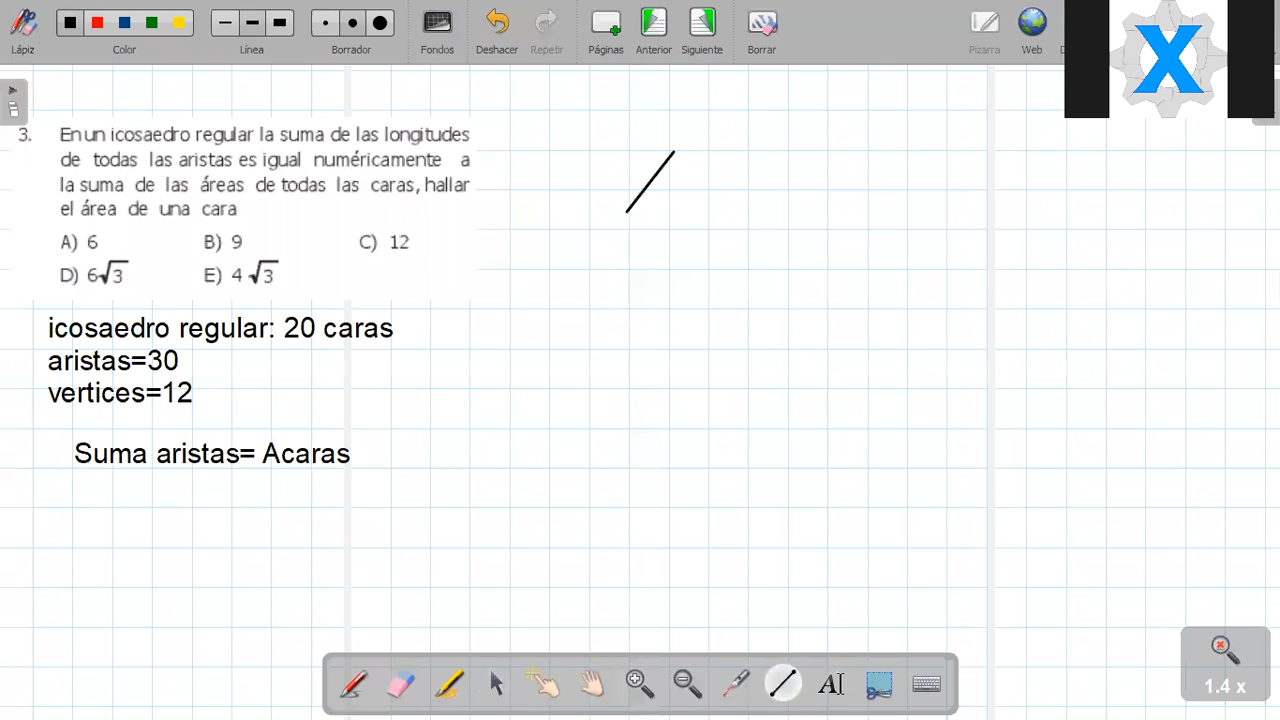 Lápiz
Color
Línea
Borrador
Fondos
Deshacer
Repetir
Páginas
Anterior
Siguiente
Borrar
Pizarra
Web
X
3. En un icosaedro regular la suma de las longitudes
de todas las aristas es igual numéricamente a
la suma de las áreas de todas las caras, hallar
el área de una cara
A) 6 B) 9 C) 12
D) 6√3 E) 4 √3
icosaedro regular: 20 caras
aristas=30
vertices=12
Suma aristas= Acaras
1.4 x